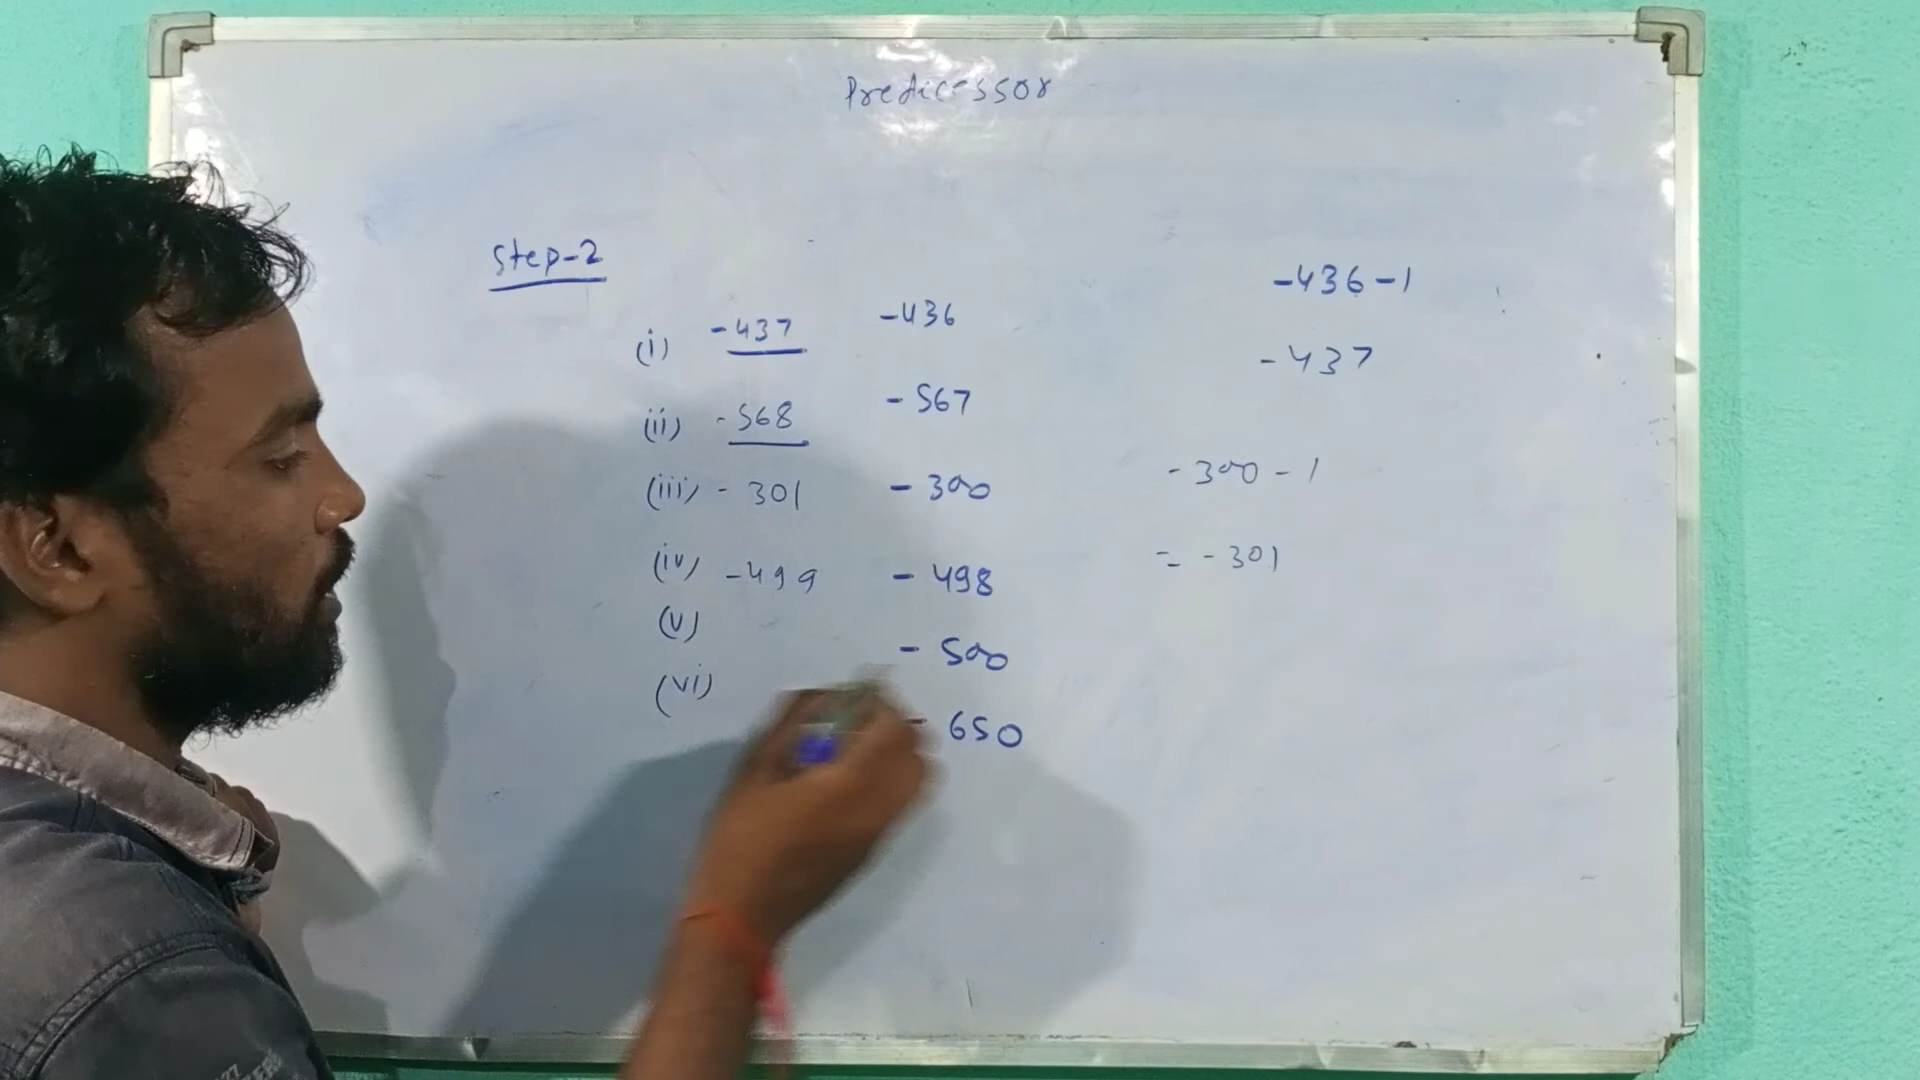 Predicessor
Step-2
(i) -437 -436
(ii) -568 -567
(iii) - 301 - 300
(iv) -499 - 498
(v) - 500
(vi) - 650
-436-1
-437
-300-1
= -301